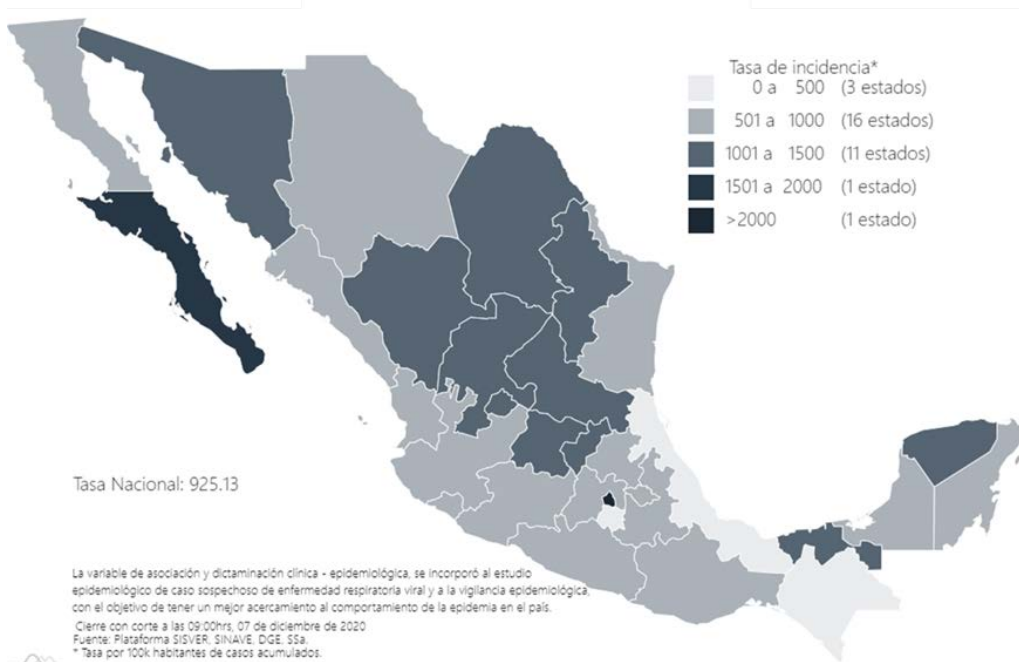 Tasa de incidencia*
0 a 500 (3 estados)
501 a 1000 (16 estados)
1001 a 1500 (11 estados)
1501 a 2000 (1 estado)
>2000 (1 estado)
Tasa Nacional: 925.13
La variable de asociación y dictaminación clínica - epidemiológica, se incorporó al estudio
epidemiológico de caso sospechoso de enfermedad respiratoria viral y a la vigilancia epidemiológica,
con el objetivo de tener un mejor acercamiento al comportamiento de la epidemia en el país.
Cierre con corte a las 09:00hrs, 07 de diciembre de 2020
Fuente: Plataforma SISVER, SINAVE, DGE, SSa.
* Tasa por 100k habitantes de casos acumulados.